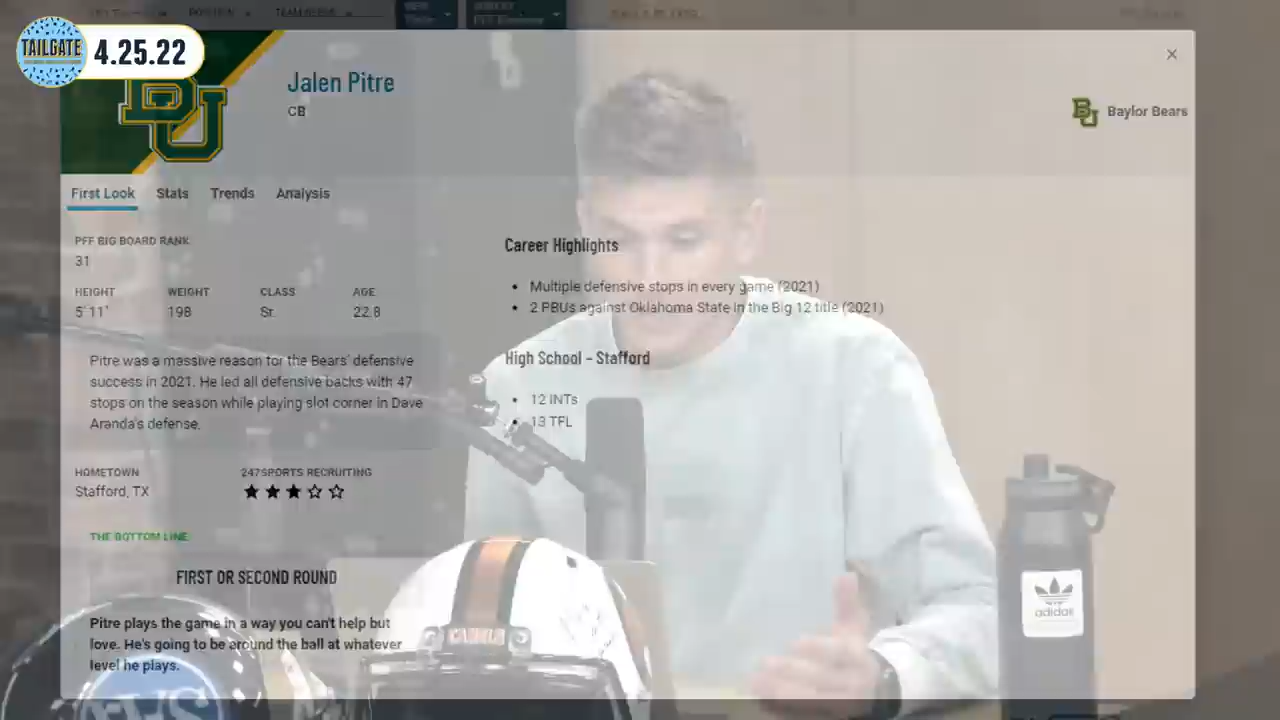 POSITION
TEAM NEEDS
TAILGATE
4.25.22
BU
Jalen Pitre
CB
BU
Baylor Bears
First Look
Stats
Trends
Analysis
PFF BIG BOARD RANK
31
HEIGHT
WEIGHT
CLASS
AGE
5' 11"
198
Sr.
22.8
Pitre was a massive reason for the Bears' defensive
success in 2021. He led all defensive backs with 47
stops on the season while playing slot corner in Dave
Aranda's defense.
HOMETOWN
247SPORTS RECRUITING
Stafford, TX
THE BOTTOM LINE
FIRST OR SECOND ROUND
Pitre plays the game in a way you can't help but
love. He's going to be around the ball at whatever
level he plays.
Career Highlights
• Multiple defensive stops in every game (2021)
• 2 PBUs against Oklahoma State in the Big 12 title (2021)
High School - Stafford
• 12 INTs
• 13 TFL
adidas